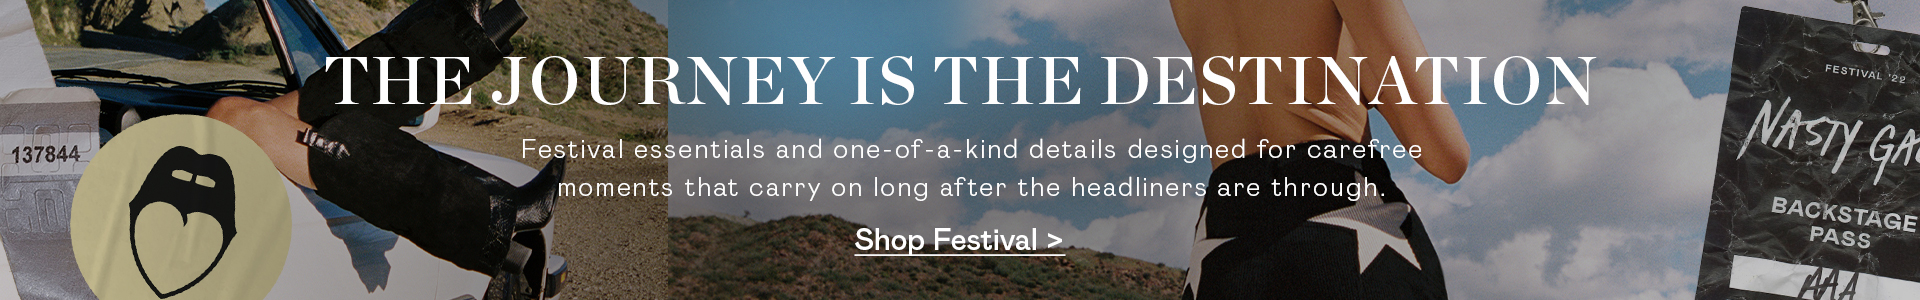 THE JOURNEY IS THE DESTINATION
Festival essentials and one-of-a-kind details designed for carefree
moments that carry on long after the headliners are through.
Shop Festival >
137844
FESTIVAL '22
NASTY GA
BACKSTAGE
PASS
AAA